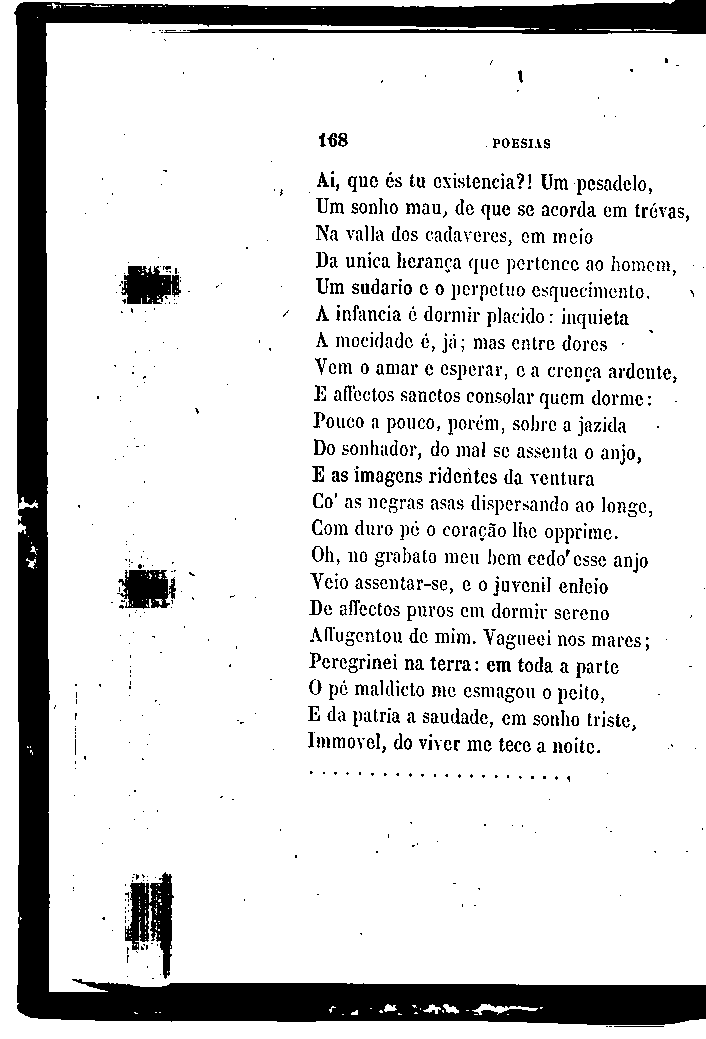 168 POESIAS
Ai, que és tu existencia?! Um pesadelo,
Um sonho mau, de que se acorda em trévas,
Na valla dos cadaveres, em meio
Da unica herança que pertence ao homem,
Um sudario e o perpetuo esquecimento.
A infancia é dormir placido: inquieta
A mocidade é, já; mas entre dores
Vem o amar e esperar, e a crença ardente,
E affectos sanctos consolar quem dorme:
Pouco a pouco, porém, sobre a jazida
Do sonhador, do mal se assenta o anjo,
E as imagens ridentes da ventura
Co' as negras asas dispersando ao longe,
Com duro pé o coração lhe opprime.
Oh, no grabato meu bem cedo esse anjo
Veio assentar-se, e o juvenil enleio
De affectos puros em dormir sereno
Affugentou de mim. Vagueei nos mares;
Peregrinei na terra: em toda a parte
O pé maldicto me esmagou o peito,
E da patria a saudade, em sonho triste,
Immovel, do viver me tece a noite.
. . . . . . . . . . . . . . . . . . . . . .